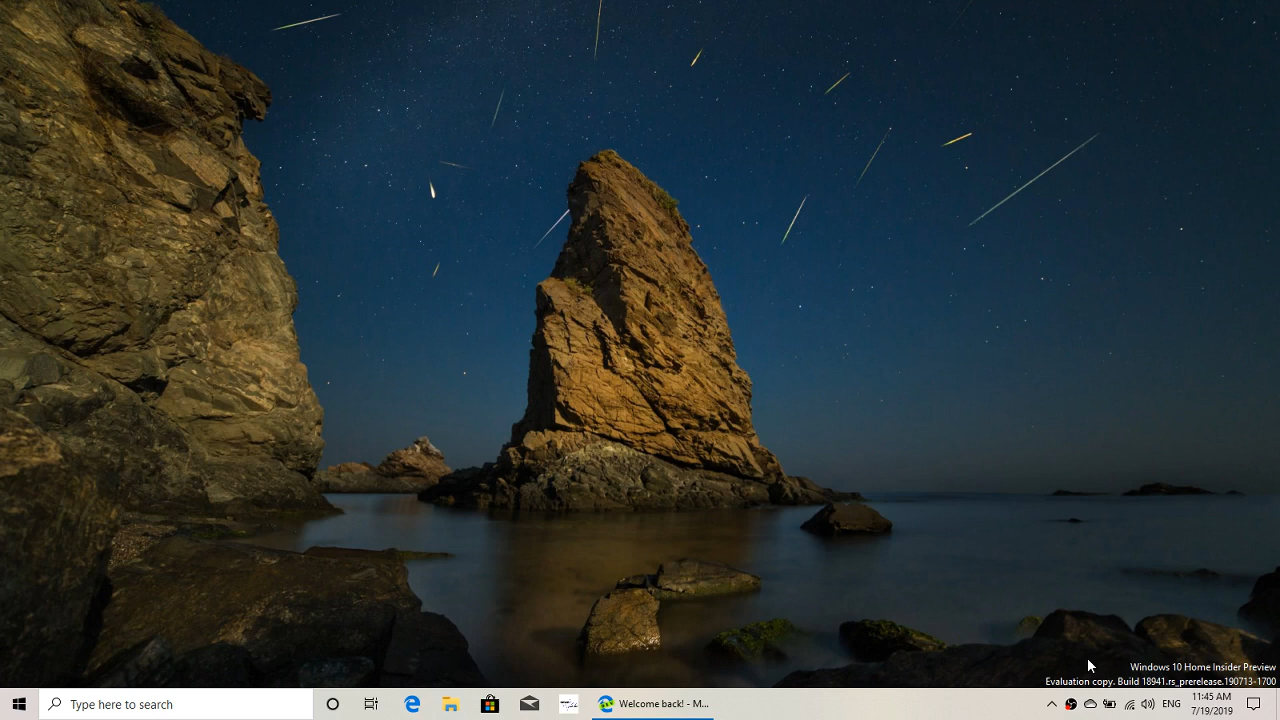 Windows 10 Home Insider Preview
Evaluation copy. Build 18941.rs_prerelease.190713-1700
Type here to search
Welcome back! - M...
ENG
11:45 AM
7/19/2019